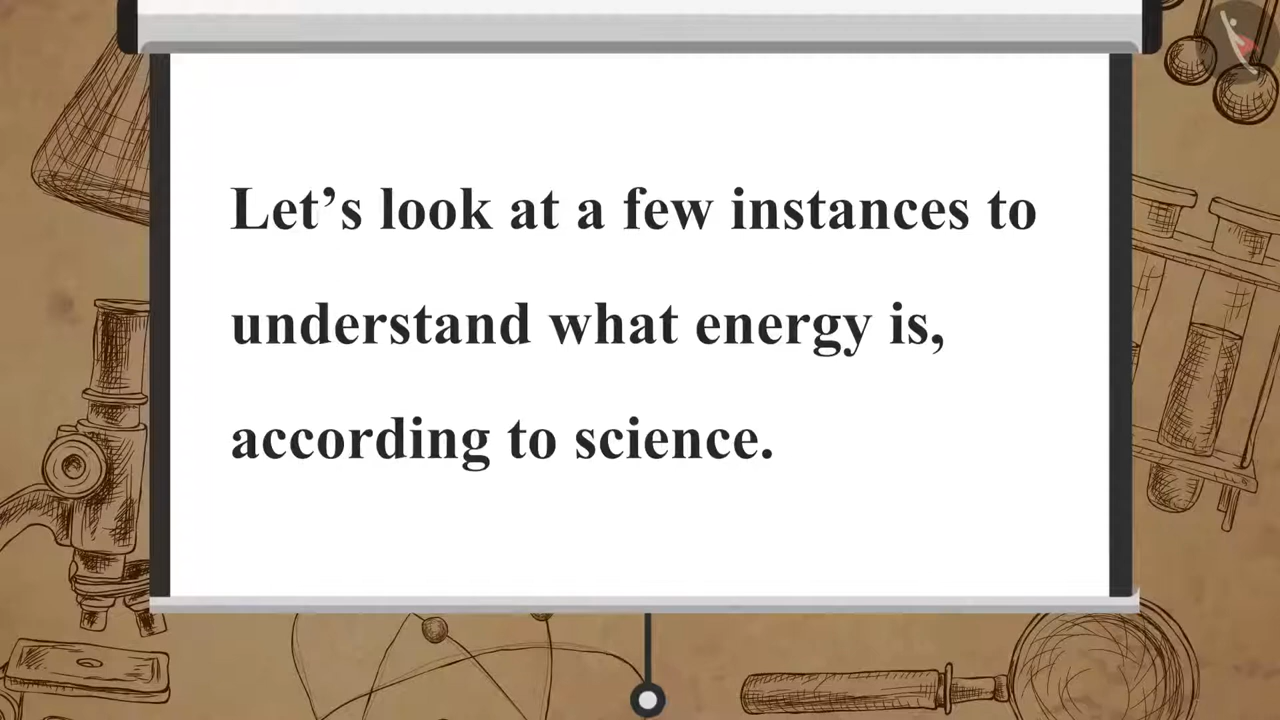 Let’s look at a few instances to
understand what energy is,
according to science.